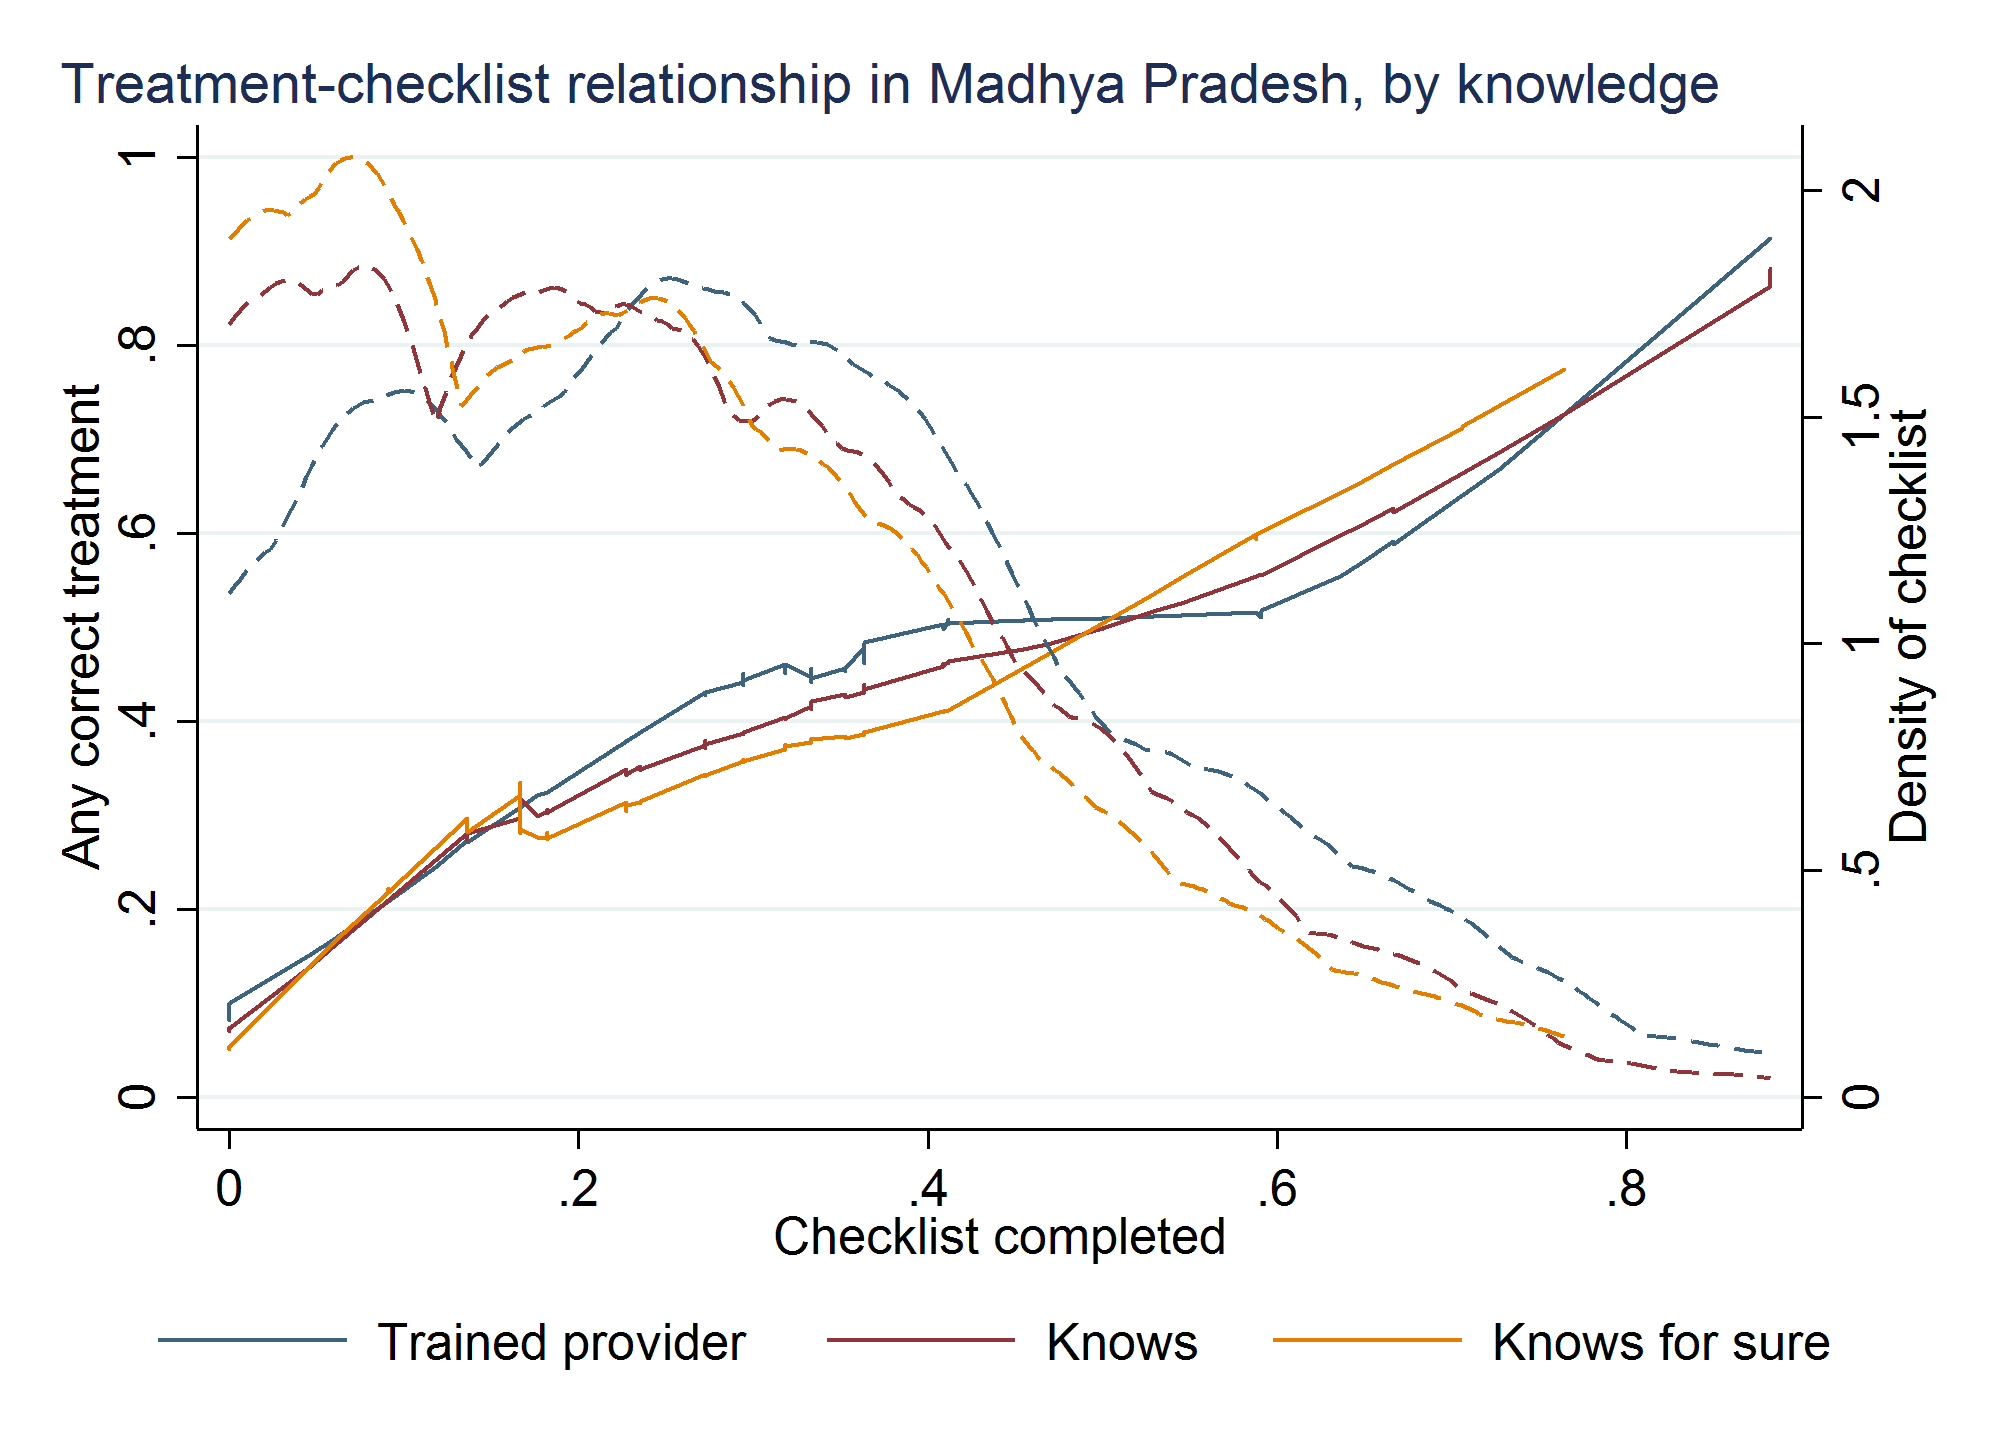 Treatment-checklist relationship in Madhya Pradesh, by knowledge
Any correct treatment
1
.8
.6
.4
.2
0
Density of checklist
2
1.5
1
.5
0
0 .2 .4 .6 .8
Checklist completed
Trained provider Knows Knows for sure